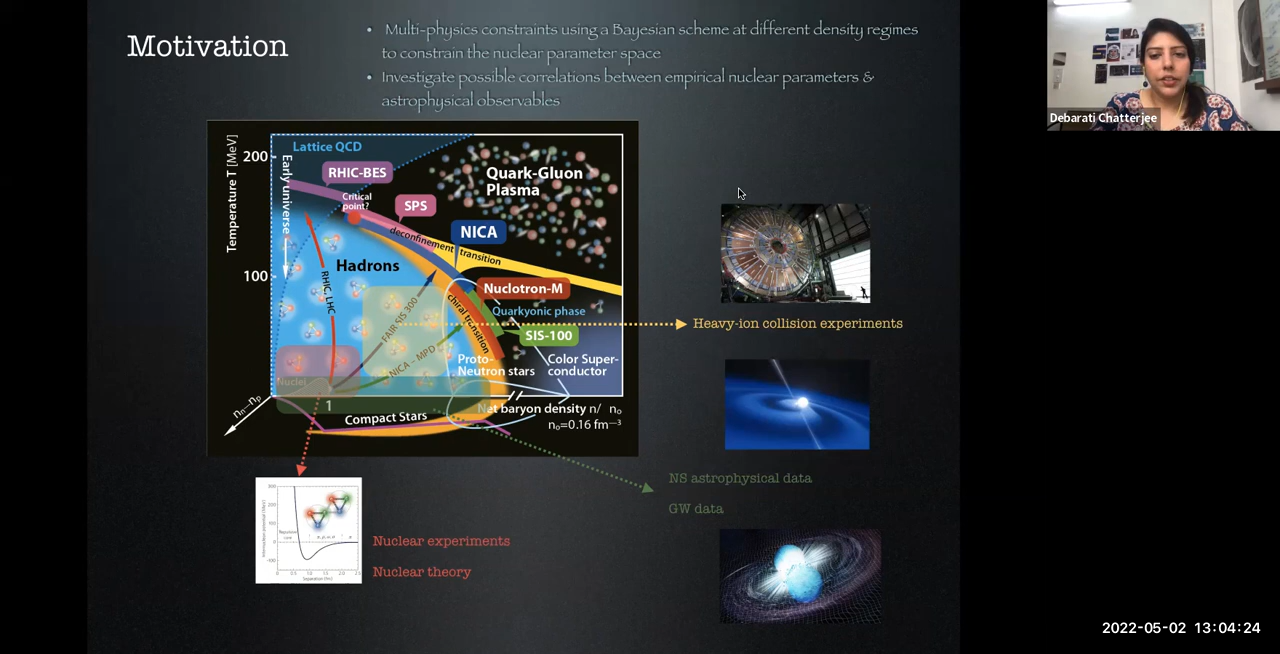 Motivation
• Multi-physics constraints using a Bayesian scheme at different density regimes
to constrain the nuclear parameter space
• Investigate possible correlations between empirical nuclear parameters &
astrophysical observables
Debarati Chatterjee
Temperature T [MeV]
200
100
Early universe
Lattice QCD
RHIC-BES
Critical
point?
SPS
Quark-Gluon
Plasma
NICA
deconfinement transition
Hadrons
RHIC, LHC
Nuclotron-M
Quarkyonic phase
FAIR SIS 300
chiral transition
SIS-100
NICA – MPD
Proto-
Neutron stars
Color Super-
conductor
Nuclei
1
Net baryon density n/ n₀
n₀=0.16 fm⁻³
nₙ–nₚ
Compact Stars
Heavy-ion collision experiments
NS astrophysical data
GW data
Nuclear experiments
Nuclear theory
2022-05-02 13:04:24